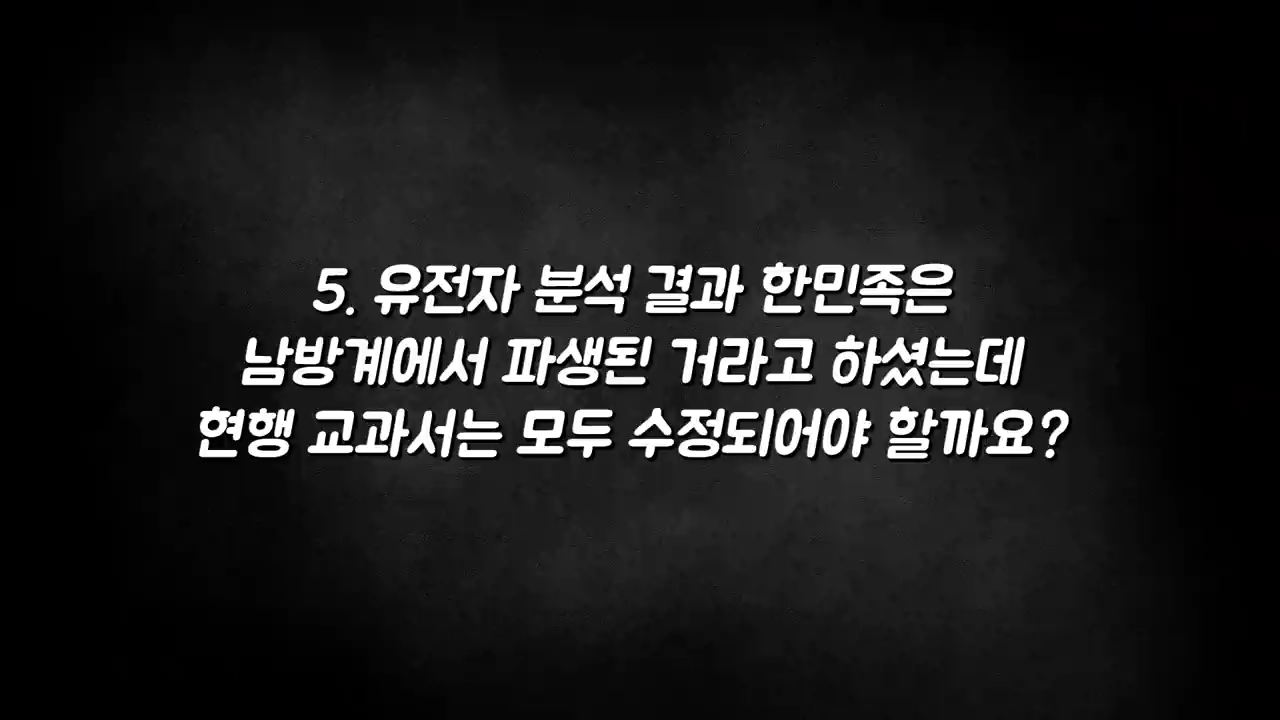 5. 유전자 분석 결과 한민족은
남방계에서 파생된 거라고 하셨는데
현행 교과서는 모두 수정되어야 할까요?